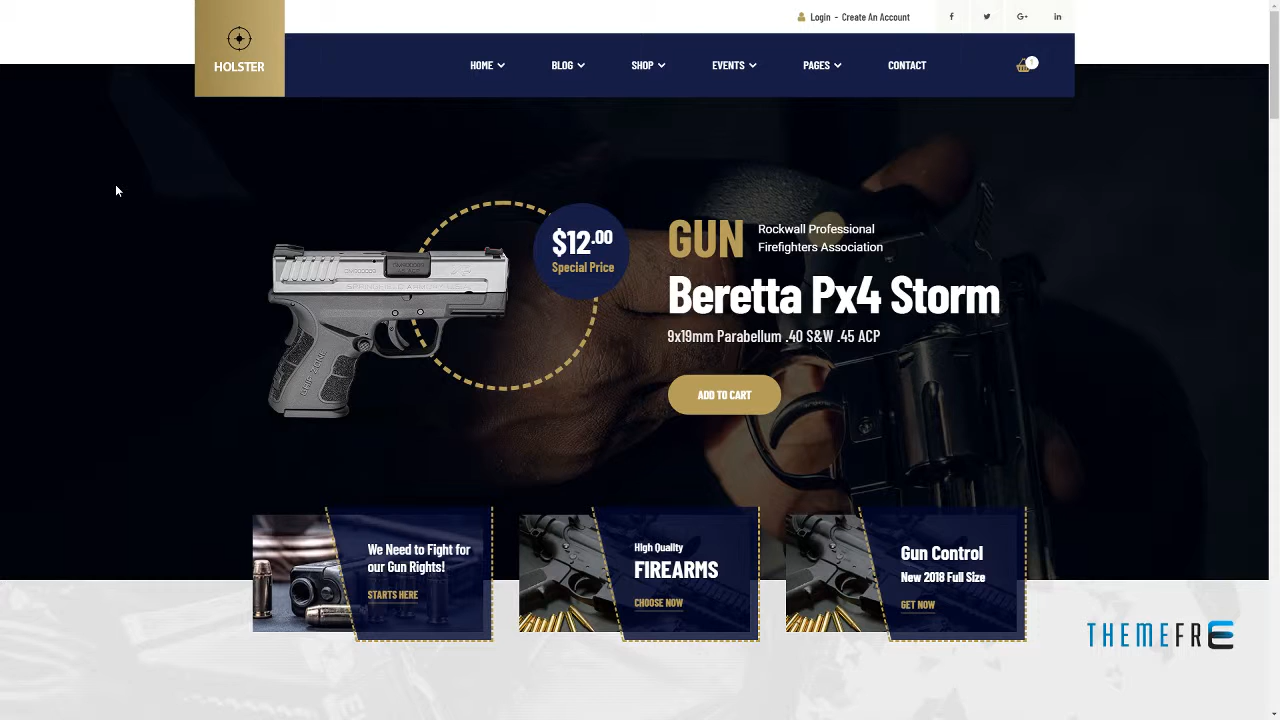 Login - Create An Account
G+
in
HOLSTER
HOME
BLOG
SHOP
EVENTS
PAGES
CONTACT
$12.00
Special Price
GUN
Rockwall Professional
Firefighters Association
Beretta Px4 Storm
9x19mm Parabellum .40 S&W .45 ACP
ADD TO CART
We Need to Fight for
our Gun Rights!
STARTS HERE
High Quality
FIREARMS
CHOOSE NOW
Gun Control
New 2018 Full Size
GET NOW
THEMEFRE